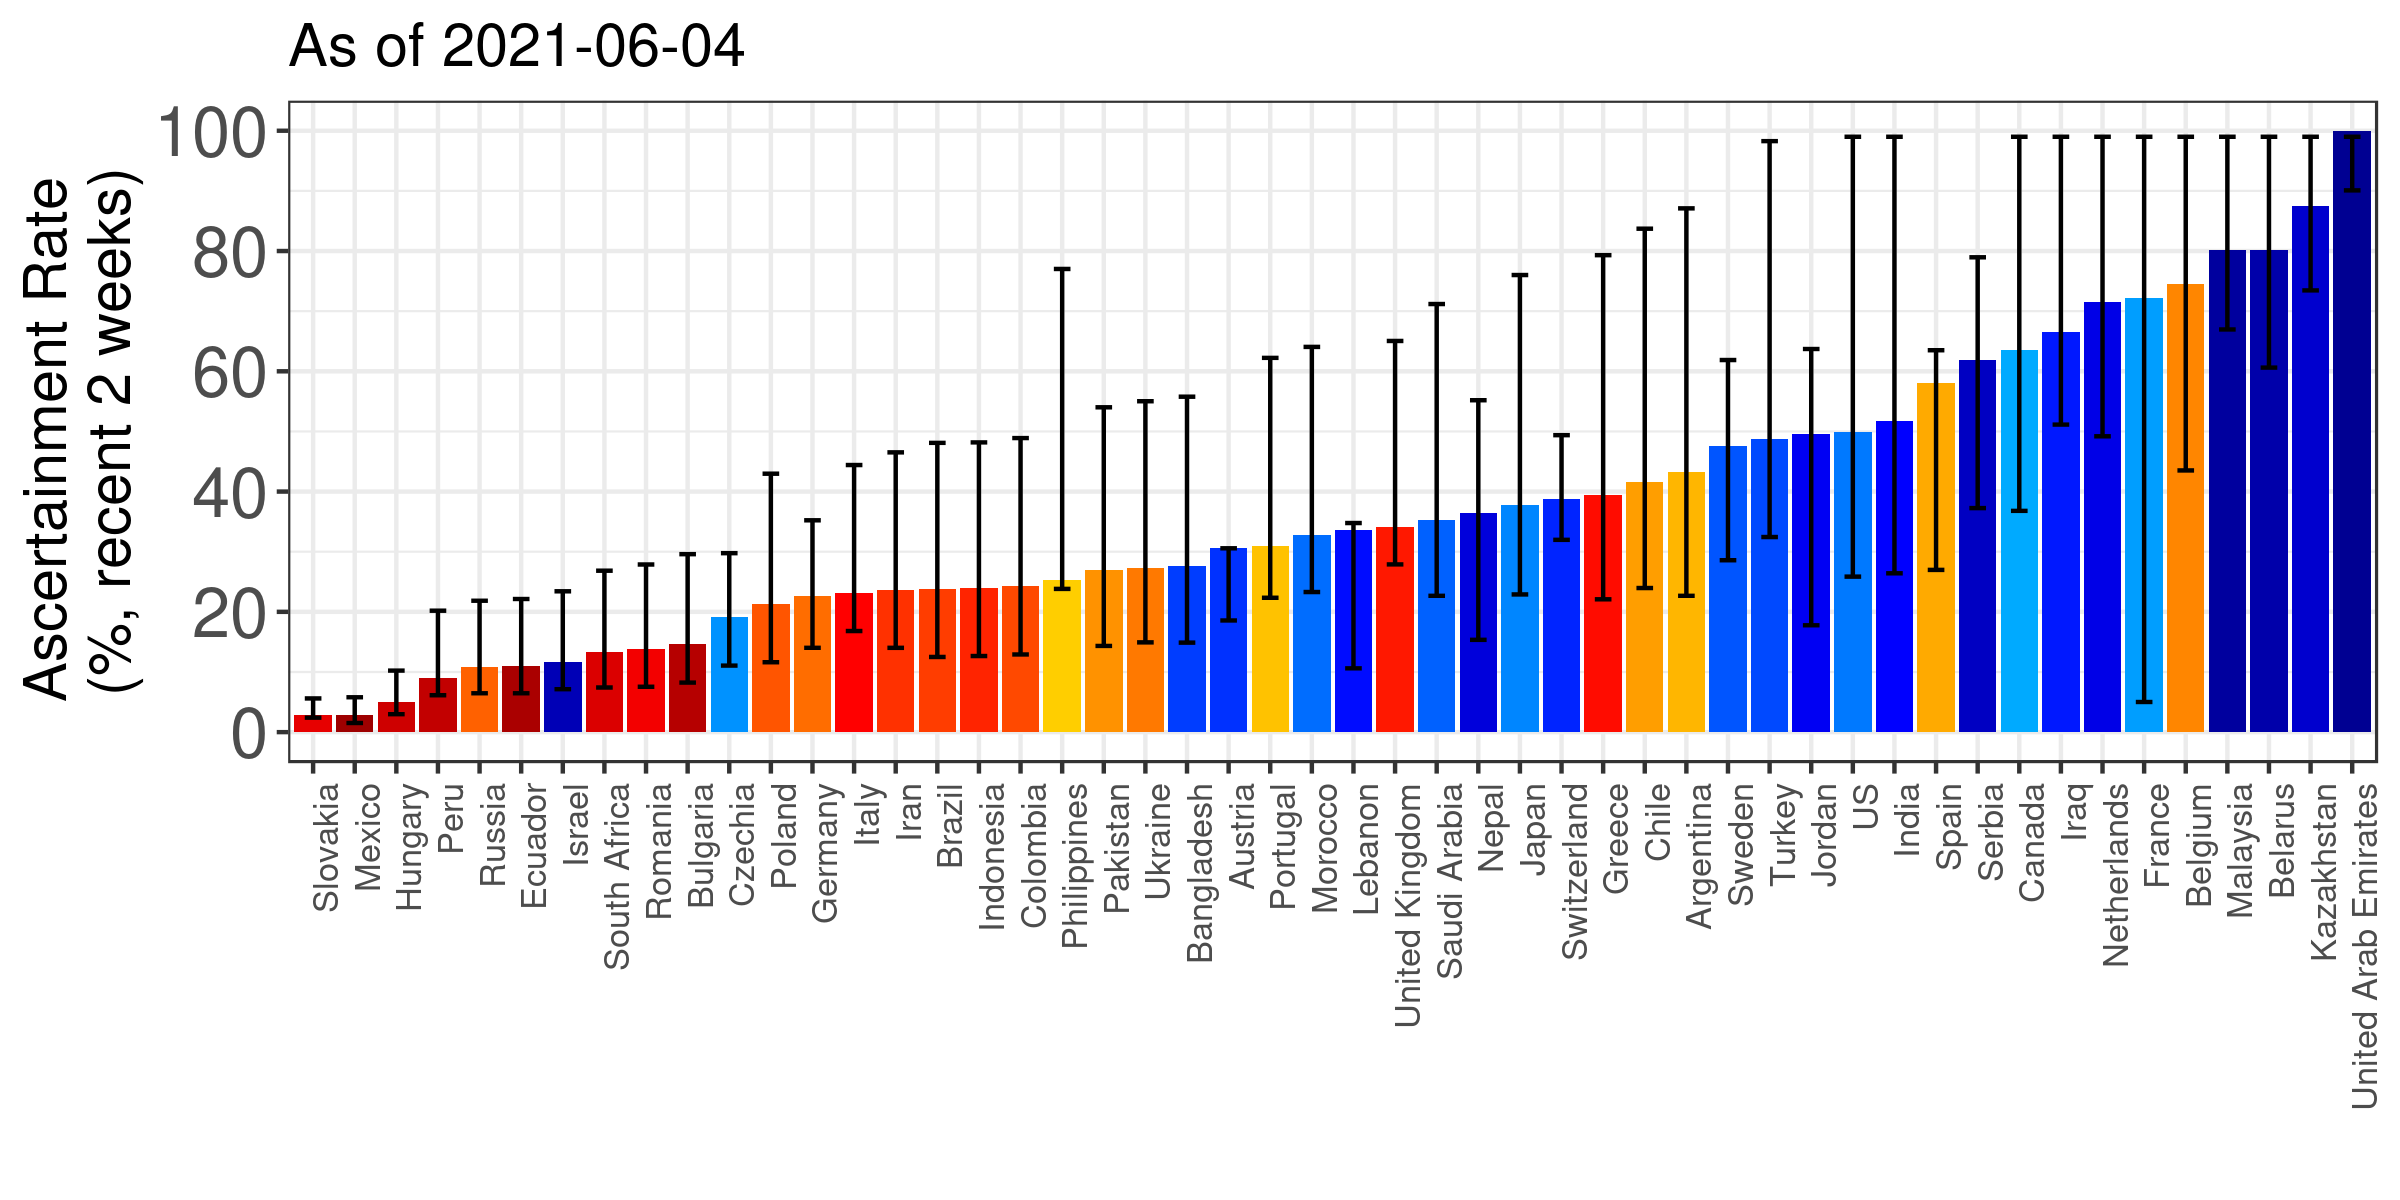 As of 2021-06-04
Ascertainment Rate
(%, recent 2 weeks)
100
80
60
40
20
0
Slovakia
Mexico
Hungary
Peru
Russia
Ecuador
Israel
South Africa
Romania
Bulgaria
Czechia
Poland
Germany
Italy
Iran
Brazil
Indonesia
Colombia
Philippines
Pakistan
Ukraine
Bangladesh
Austria
Portugal
Morocco
Lebanon
United Kingdom
Saudi Arabia
Nepal
Japan
Switzerland
Greece
Chile
Argentina
Sweden
Turkey
Jordan
US
India
Spain
Serbia
Canada
Iraq
Netherlands
France
Belgium
Malaysia
Belarus
Kazakhstan
United Arab Emirates